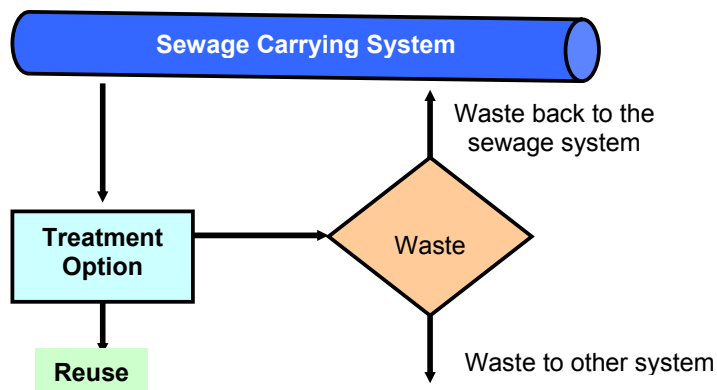 Sewage Carrying System
Waste back to the
sewage system
Treatment
Option
Waste
Reuse
Waste to other system